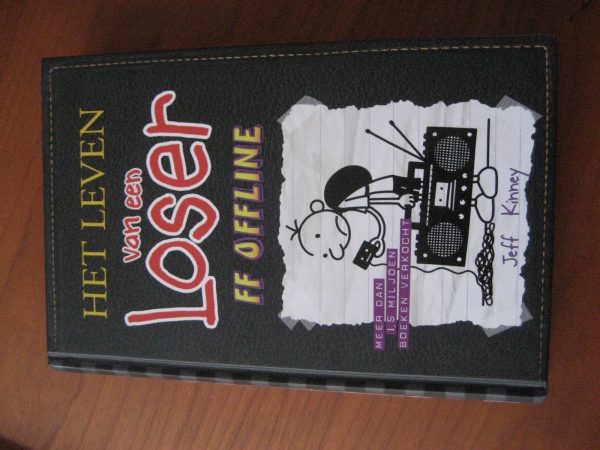 HET LEVEN
van een
Loser
FF OFFLINE
MEER DAN
1,5 MILJOEN
BOEKEN VERKOCHT
Jeff Kinney